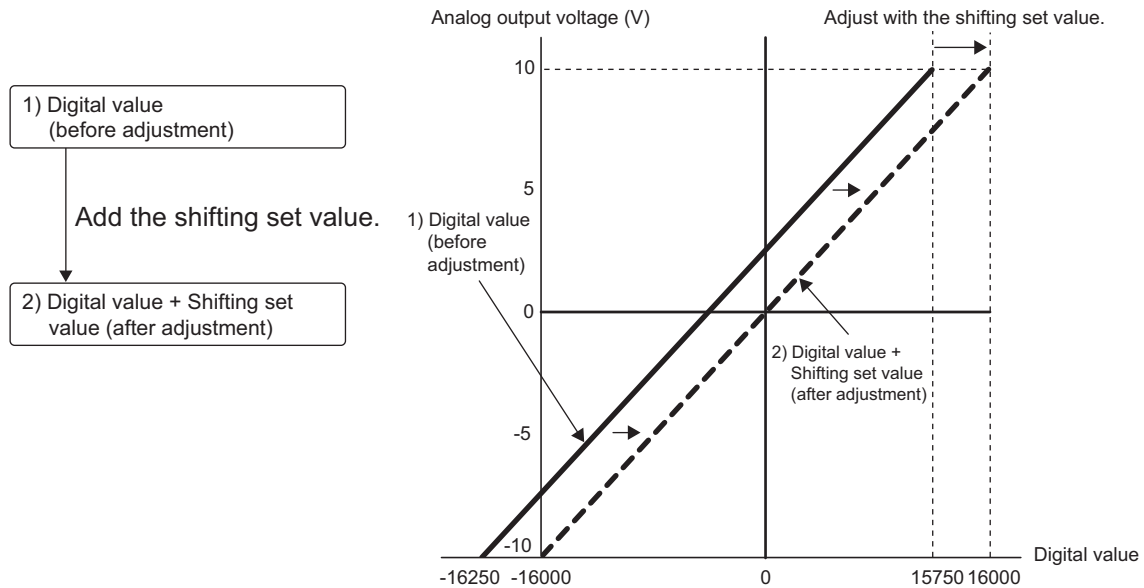 Analog output voltage (V)
Adjust with the shifting set value.
10
1) Digital value
(before adjustment)
5
Add the shifting set value.
1) Digital value
(before
adjustment)
2) Digital value + Shifting set
value (after adjustment)
0
2) Digital value +
Shifting set value
(after adjustment)
-5
-10
Digital value
-16250
-16000
0
15750
16000